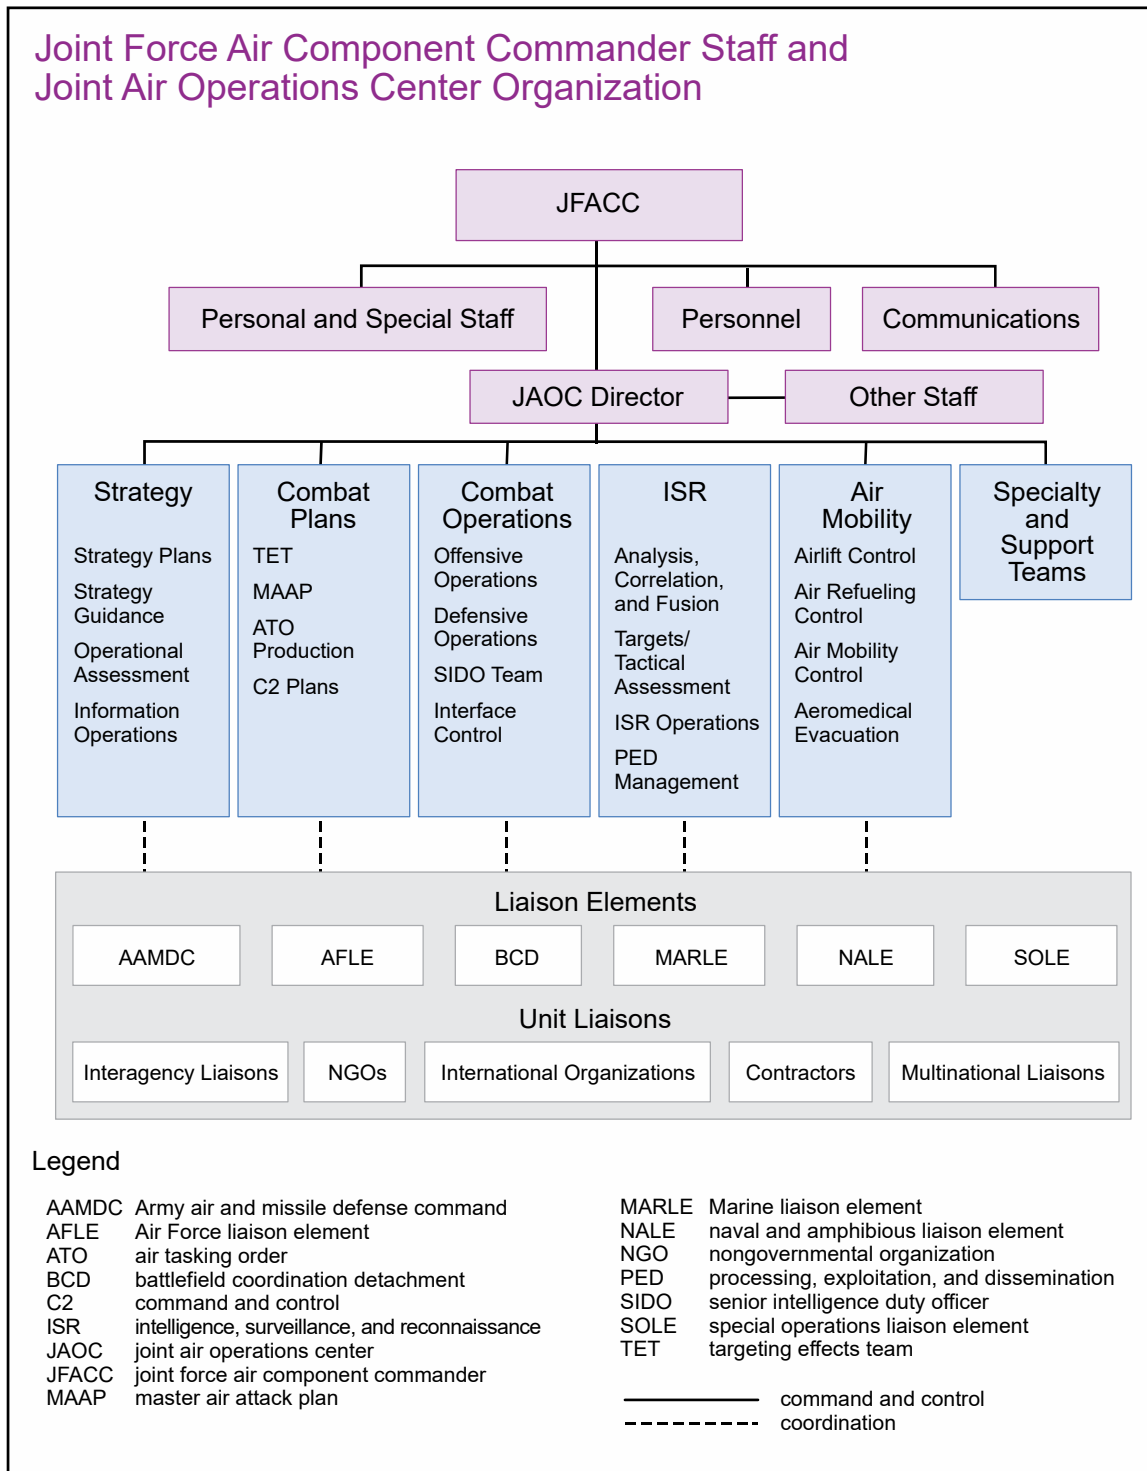 Joint Force Air Component Commander Staff and
Joint Air Operations Center Organization
JFACC
Personal and Special Staff
Personnel
Communications
JAOC Director
Other Staff
Strategy
Strategy Plans
Strategy
Guidance
Operational
Assessment
Information
Operations
Combat
Plans
TET
MAAP
ATO
Production
C2 Plans
Combat
Operations
Offensive
Operations
Defensive
Operations
SIDO Team
Interface
Control
ISR
Analysis,
Correlation,
and Fusion
Targets/
Tactical
Assessment
ISR Operations
PED
Management
Air
Mobility
Airlift Control
Air Refueling
Control
Air Mobility
Control
Aeromedical
Evacuation
Specialty
and
Support
Teams
Liaison Elements
AAMDC
AFLE
BCD
MARLE
NALE
SOLE
Unit Liaisons
Interagency Liaisons
NGOs
International Organizations
Contractors
Multinational Liaisons
Legend
AAMDC Army air and missile defense command
AFLE Air Force liaison element
ATO air tasking order
BCD battlefield coordination detachment
C2 command and control
ISR intelligence, surveillance, and reconnaissance
JAOC joint air operations center
JFACC joint force air component commander
MAAP master air attack plan
MARLE Marine liaison element
NALE naval and amphibious liaison element
NGO nongovernmental organization
PED processing, exploitation, and dissemination
SIDO senior intelligence duty officer
SOLE special operations liaison element
TET targeting effects team
command and control
coordination